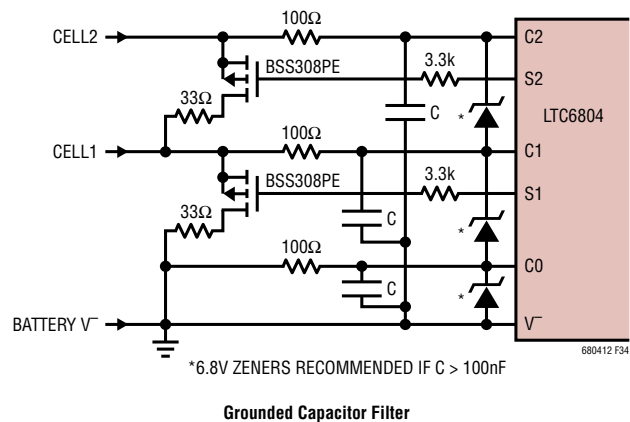 100Ω
CELL2
C2
BSS308PE
3.3k
S2
33Ω
LTC6804
*
C
100Ω
CELL1
C1
BSS308PE
3.3k
S1
33Ω
C
*
100Ω
C0
C
*
BATTERY V–
V–
680412 F34
*6.8V ZENERS RECOMMENDED IF C > 100nF
Grounded Capacitor Filter